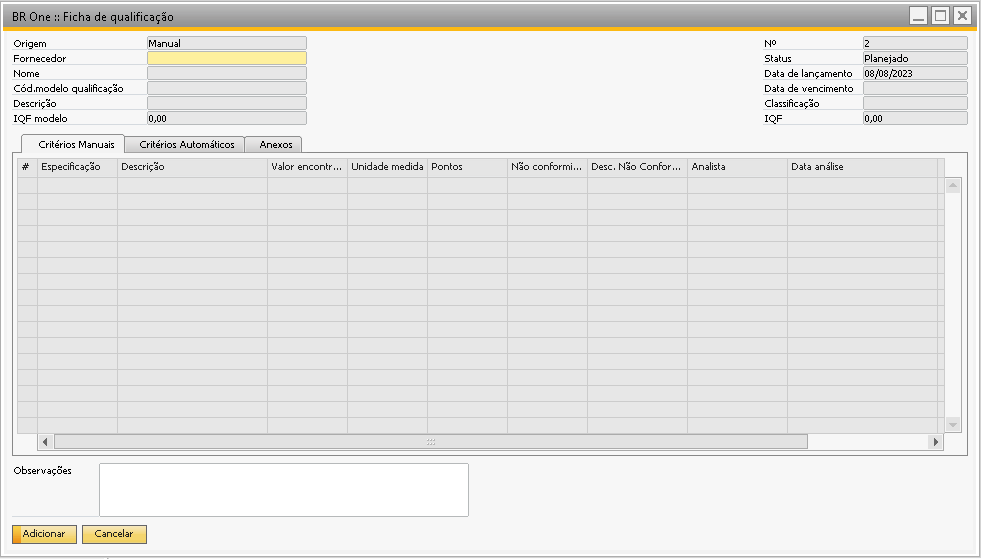 BR One :: Ficha de qualificação
Origem Manual Nº 2
Fornecedor Status Planejado
Nome Data de lançamento 08/08/2023
Cód.modelo qualificação Data de vencimento
Descrição Classificação
IQF modelo 0,00 IQF 0,00
Critérios Manuais Critérios Automáticos Anexos
# Especificação Descrição Valor encontr... Unidade medida Pontos Não conformi... Desc. Não Confor... Analista Data análise
Observações
Adicionar Cancelar